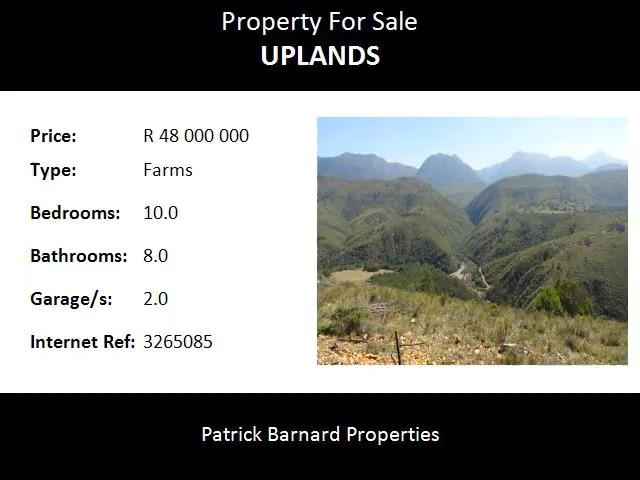 Property For Sale
UPLANDS
Price: R 48 000 000
Type: Farms
Bedrooms: 10.0
Bathrooms: 8.0
Garage/s: 2.0
Internet Ref: 3265085
Patrick Barnard Properties